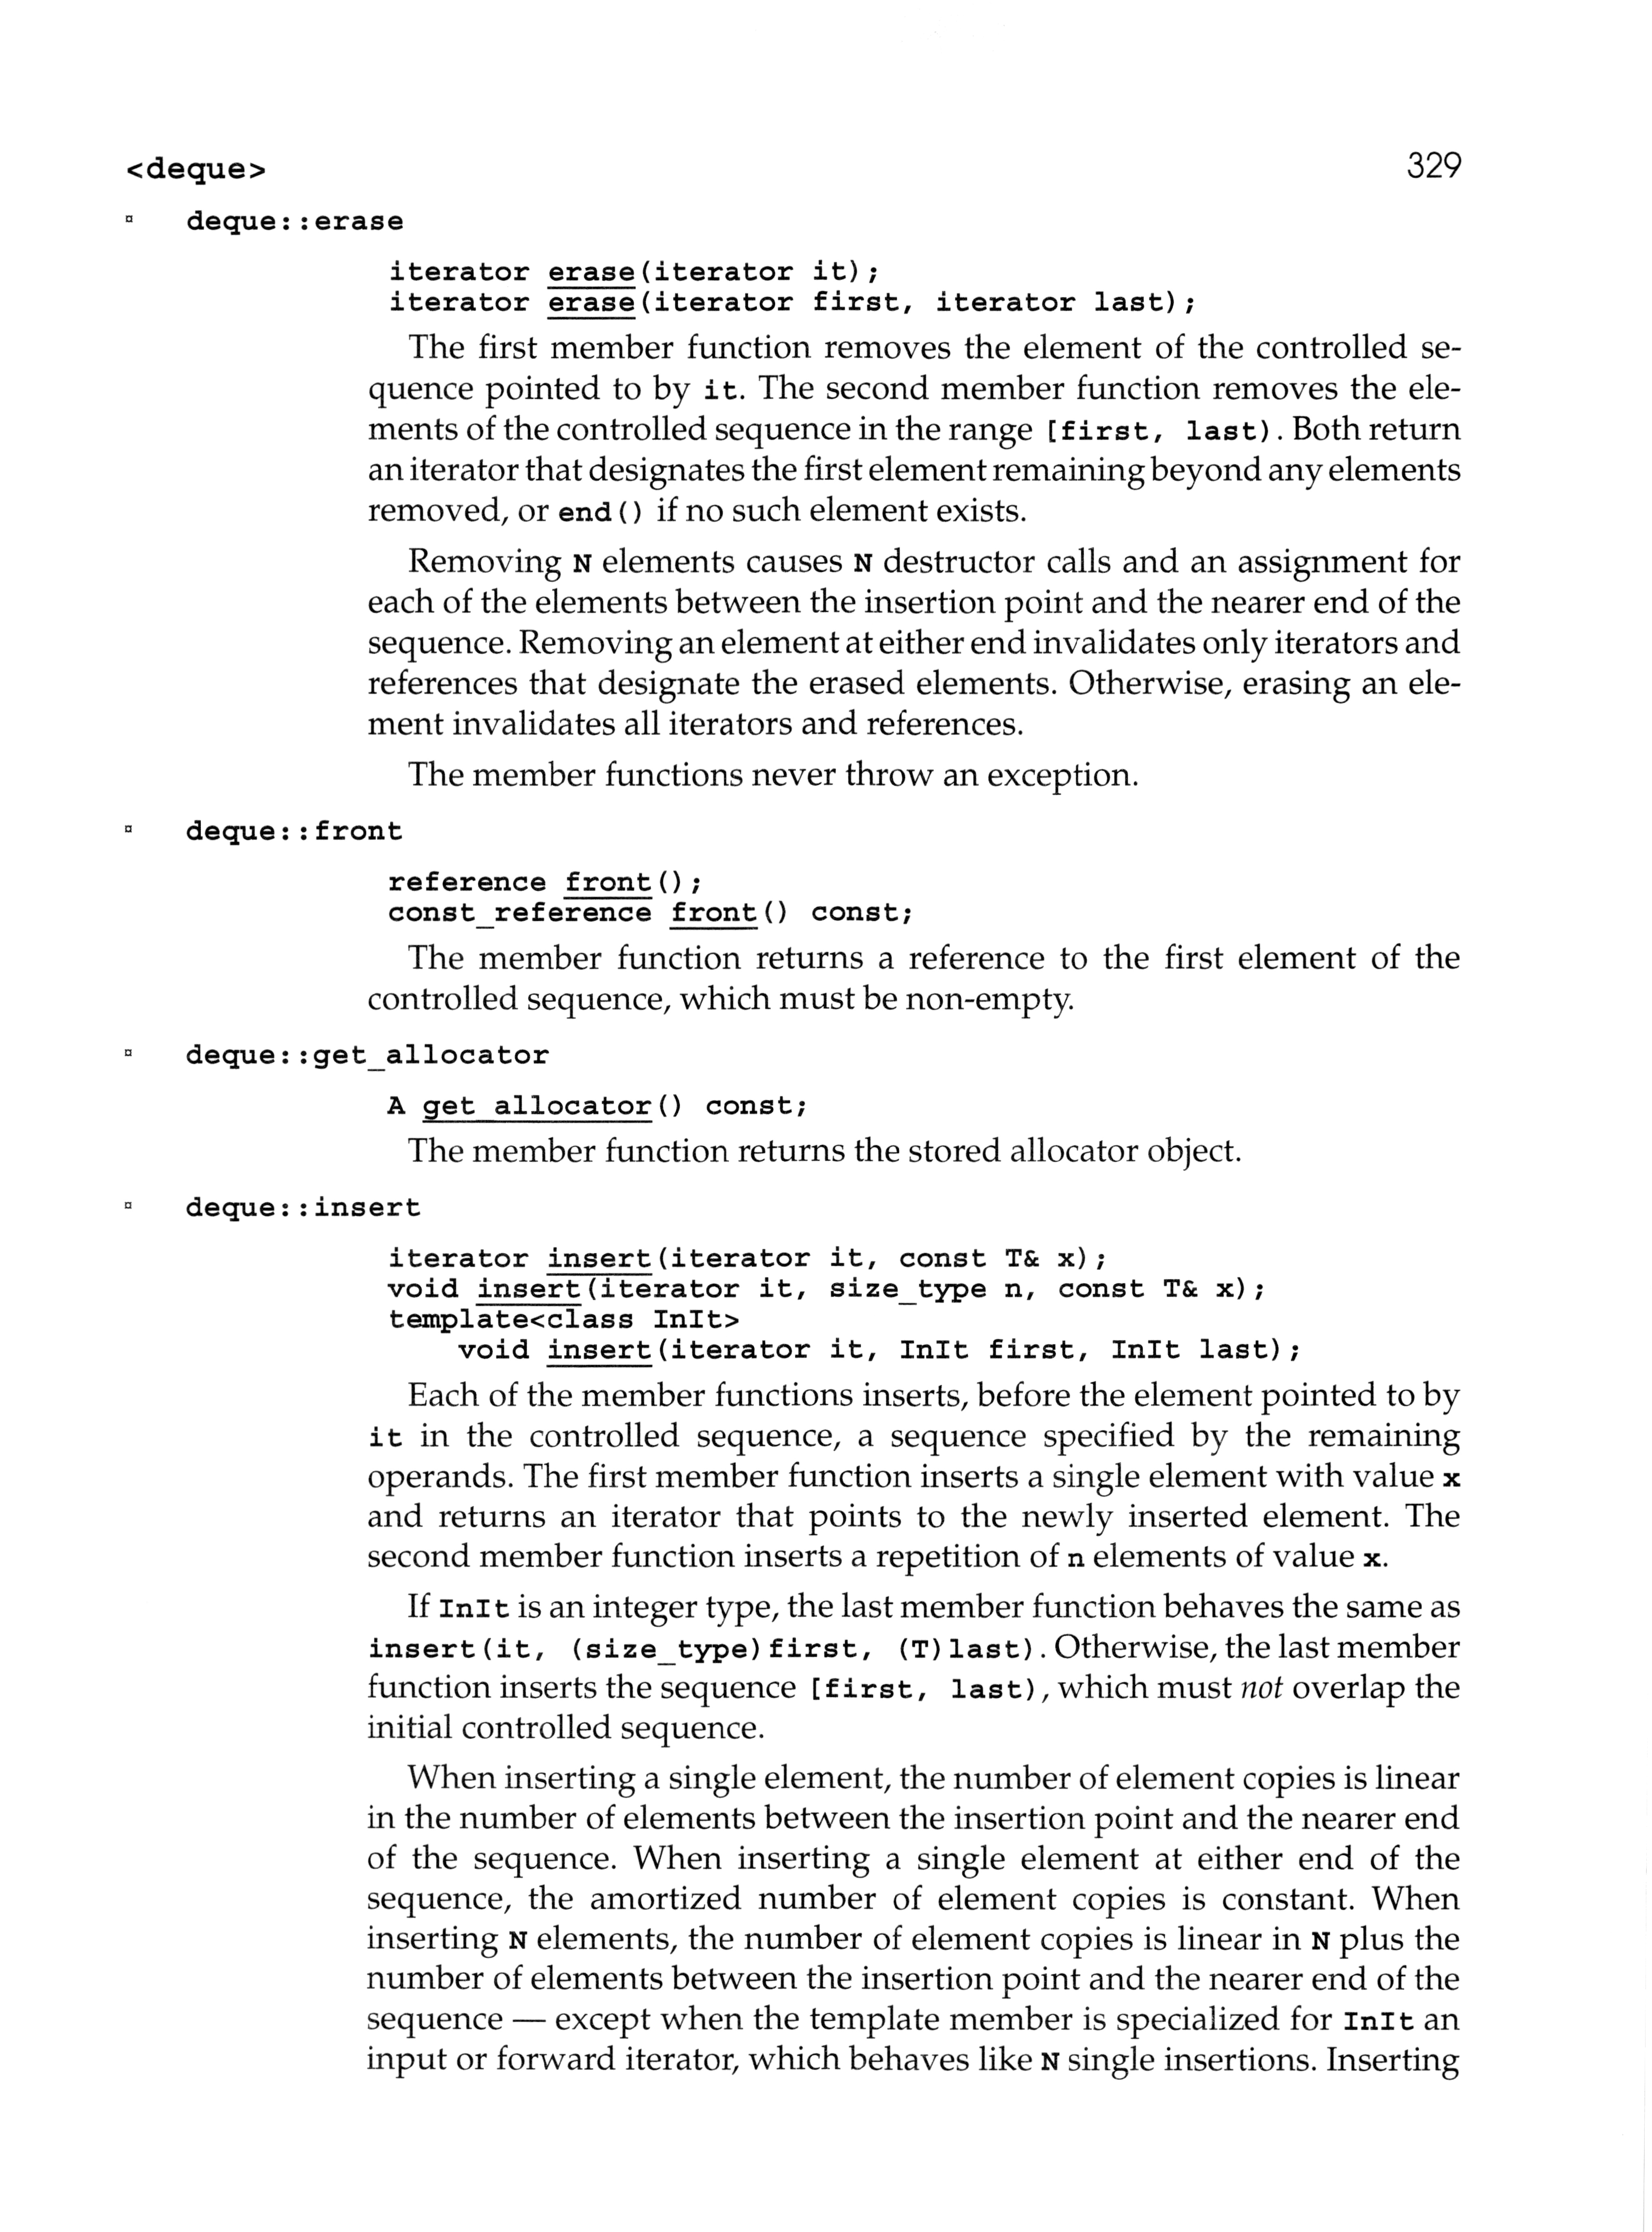 <deque>
329
¤ deque::erase
iterator erase(iterator it);
iterator erase(iterator first, iterator last);
The first member function removes the element of the controlled se-
quence pointed to by it. The second member function removes the ele-
ments of the controlled sequence in the range [first, last). Both return
an iterator that designates the first element remaining beyond any elements
removed, or end() if no such element exists.
Removing N elements causes N destructor calls and an assignment for
each of the elements between the insertion point and the nearer end of the
sequence. Removing an element at either end invalidates only iterators and
references that designate the erased elements. Otherwise, erasing an ele-
ment invalidates all iterators and references.
The member functions never throw an exception.
¤ deque::front
reference front();
const_reference front() const;
The member function returns a reference to the first element of the
controlled sequence, which must be non-empty.
¤ deque::get_allocator
A get_allocator() const;
The member function returns the stored allocator object.
¤ deque::insert
iterator insert(iterator it, const T& x);
void insert(iterator it, size_type n, const T& x);
template<class InIt>
void insert(iterator it, InIt first, InIt last);
Each of the member functions inserts, before the element pointed to by
it in the controlled sequence, a sequence specified by the remaining
operands. The first member function inserts a single element with value x
and returns an iterator that points to the newly inserted element. The
second member function inserts a repetition of n elements of value x.
If InIt is an integer type, the last member function behaves the same as
insert(it, (size_type)first, (T)last). Otherwise, the last member
function inserts the sequence [first, last), which must not overlap the
initial controlled sequence.
When inserting a single element, the number of element copies is linear
in the number of elements between the insertion point and the nearer end
of the sequence. When inserting a single element at either end of the
sequence, the amortized number of element copies is constant. When
inserting N elements, the number of element copies is linear in N plus the
number of elements between the insertion point and the nearer end of the
sequence — except when the template member is specialized for InIt an
input or forward iterator, which behaves like N single insertions. Inserting